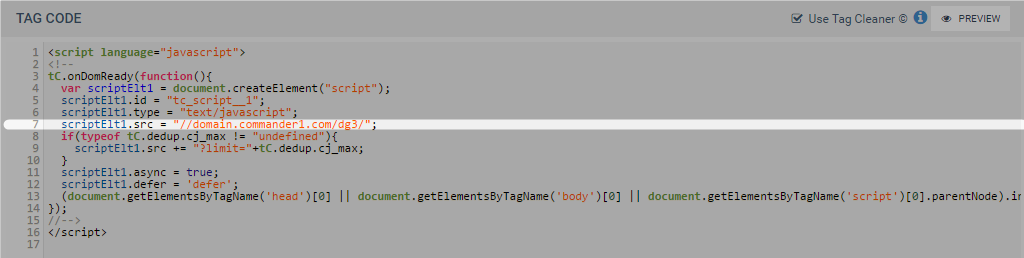 TAG CODE
Use Tag Cleaner ©
PREVIEW
1 <script language="javascript">
2 <!--
3 tC.onDomReady(function(){
4 var scriptElt1 = document.createElement("script");
5 scriptElt1.id = "tc_script__1";
6 scriptElt1.type = "text/javascript";
7 scriptElt1.src = "//domain.commander1.com/dg3/";
8 if(typeof tC.dedup.cj_max != "undefined"){
9 scriptElt1.src += "?limit="+tC.dedup.cj_max;
10 }
11 scriptElt1.async = true;
12 scriptElt1.defer = 'defer';
13 (document.getElementsByTagName('head')[0] || document.getElementsByTagName('body')[0] || document.getElementsByTagName('script')[0].parentNode).in
14 });
15 //-->
16 </script>
17